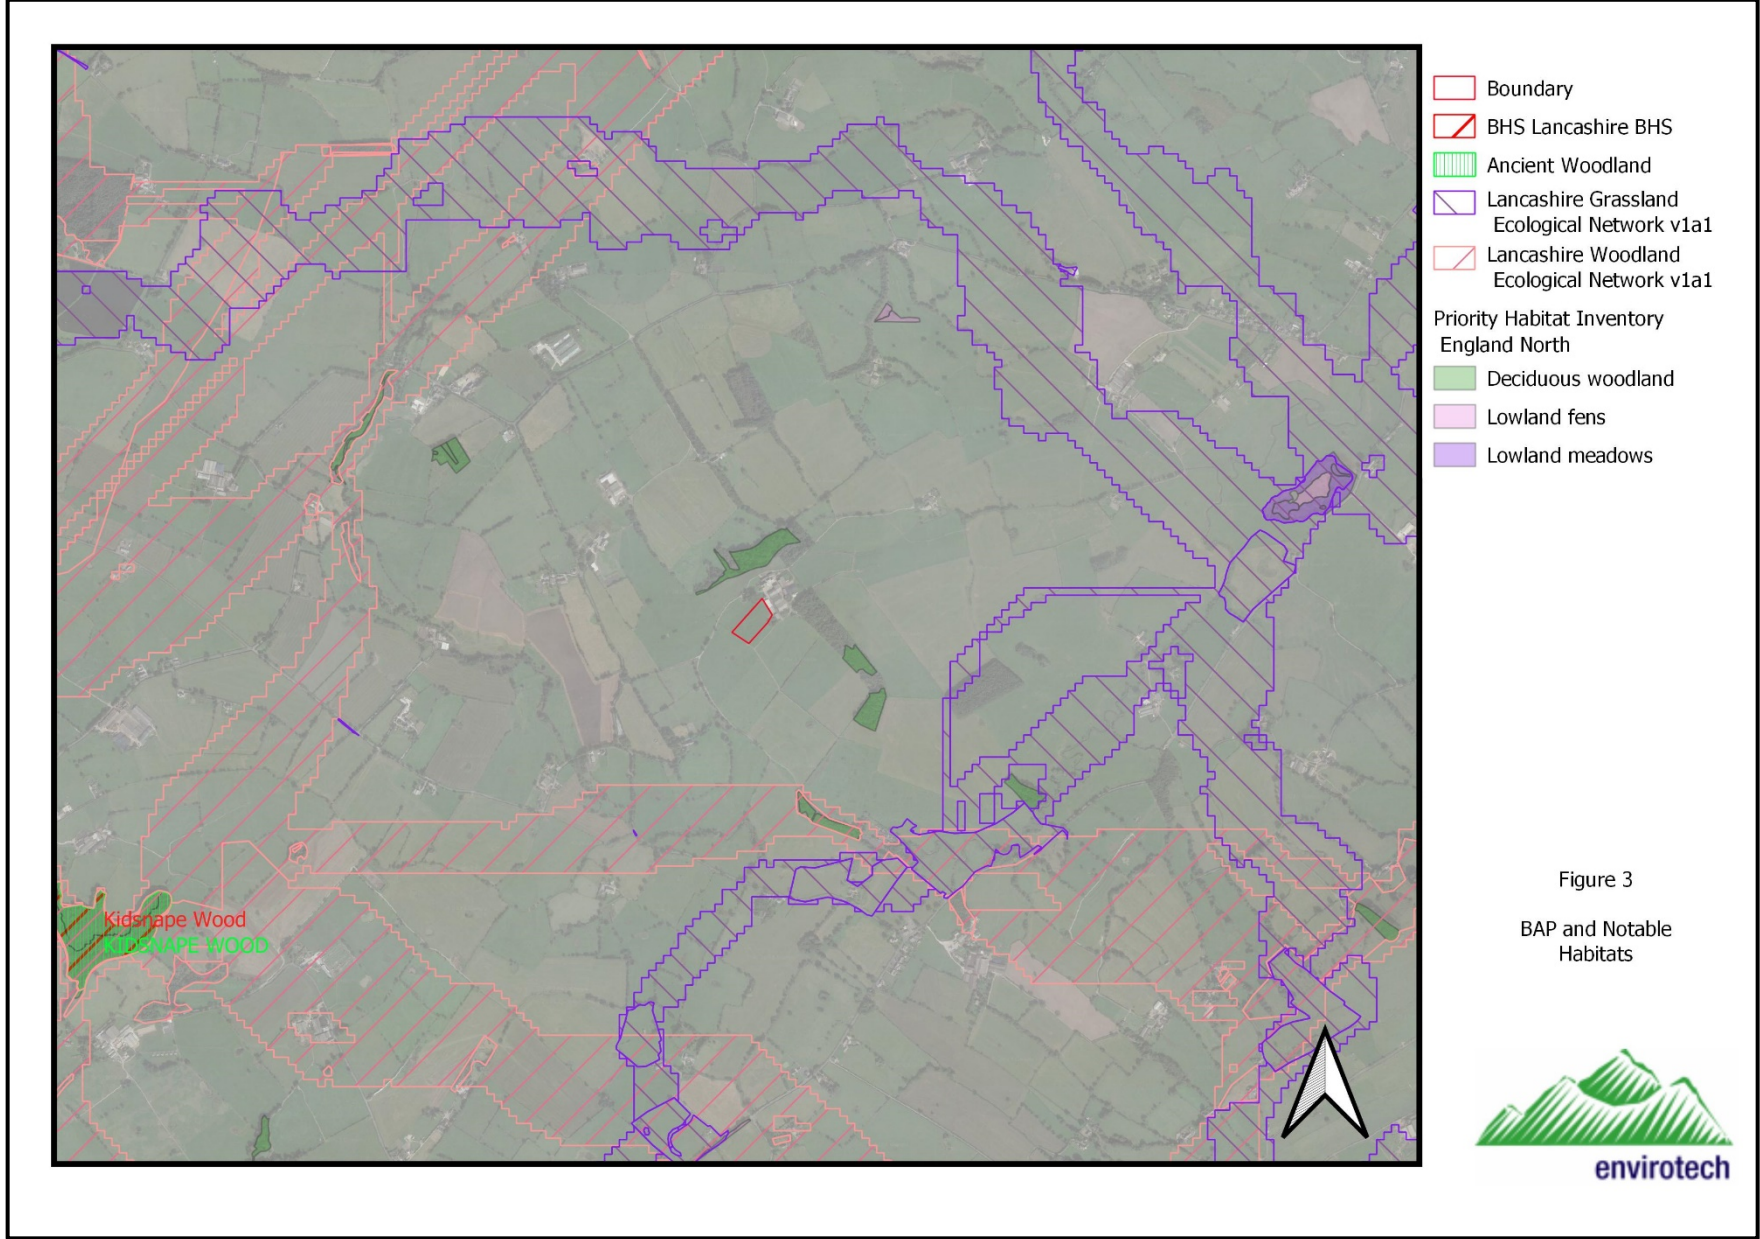 Boundary
BHS Lancashire BHS
Ancient Woodland
Lancashire Grassland
Ecological Network v1a1
Lancashire Woodland
Ecological Network v1a1
Priority Habitat Inventory
England North
Deciduous woodland
Lowland fens
Lowland meadows
Kidsnape Wood
KIDSNAPE WOOD
Figure 3
BAP and Notable
Habitats
envirotech